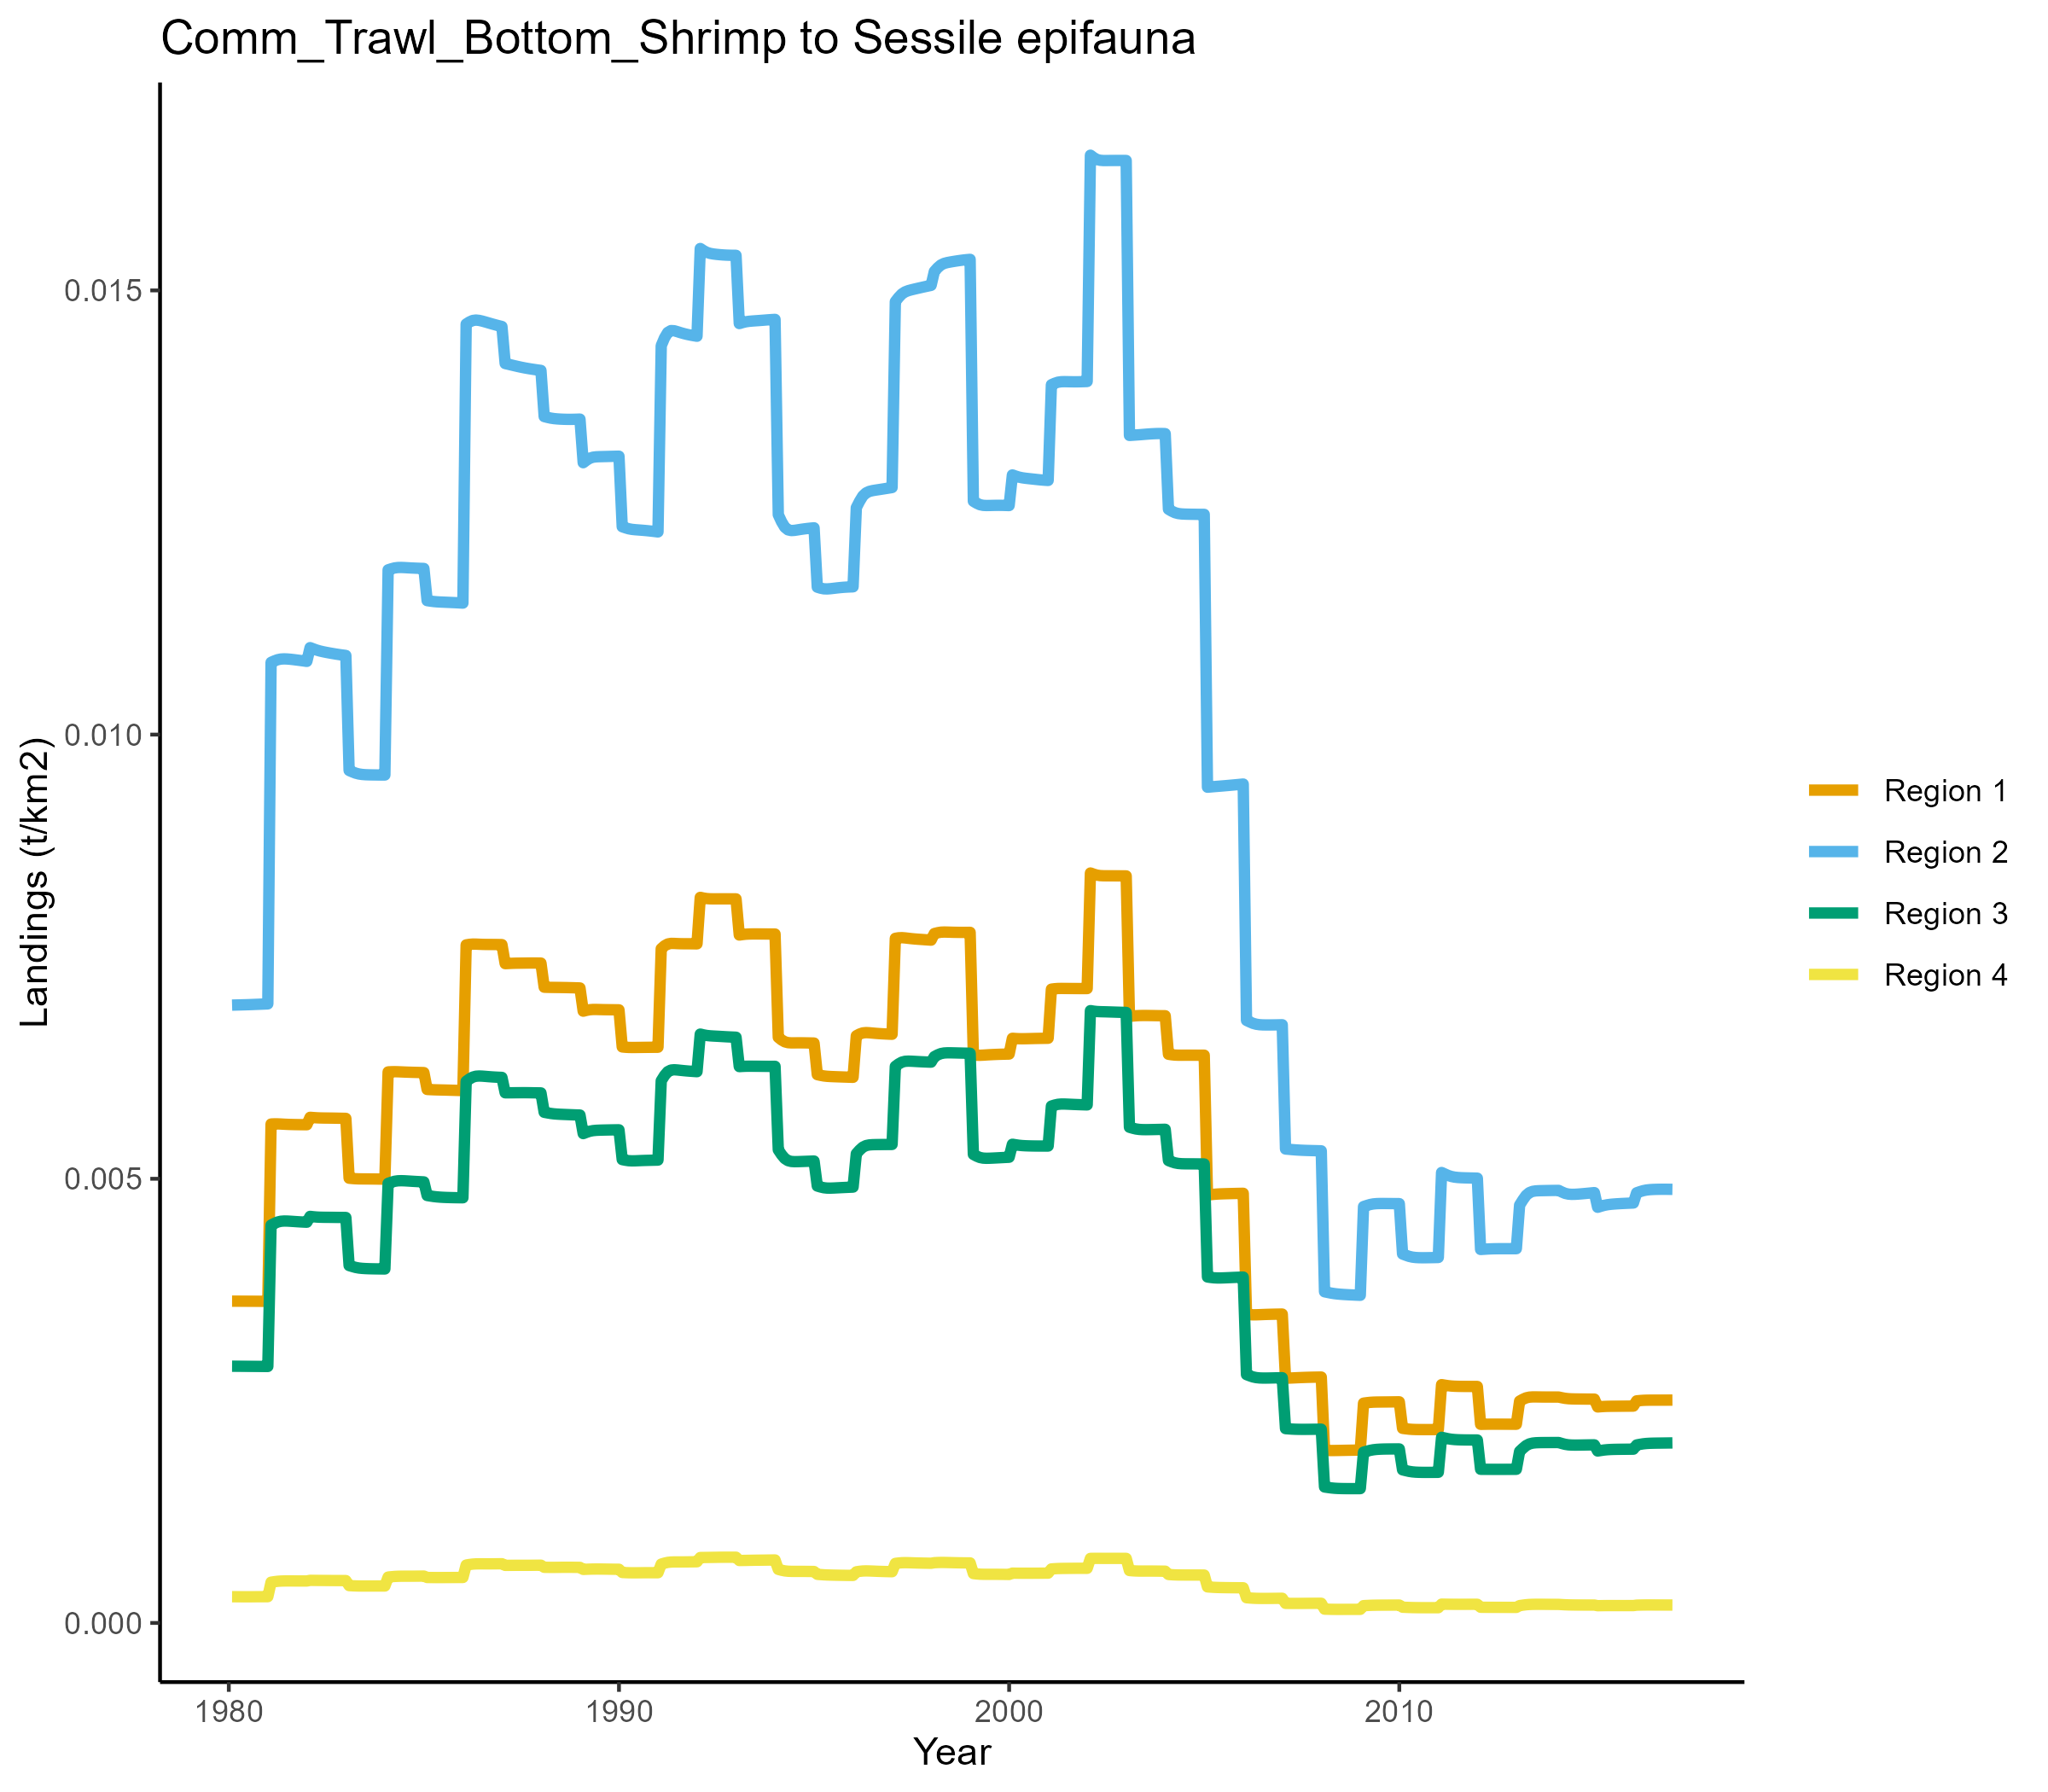 Comm_Trawl_Bottom_Shrimp to Sessile epifauna
Landings (t/km2)
0.015
0.010
0.005
0.000
1980 1990 2000 2010
Year
Region 1
Region 2
Region 3
Region 4